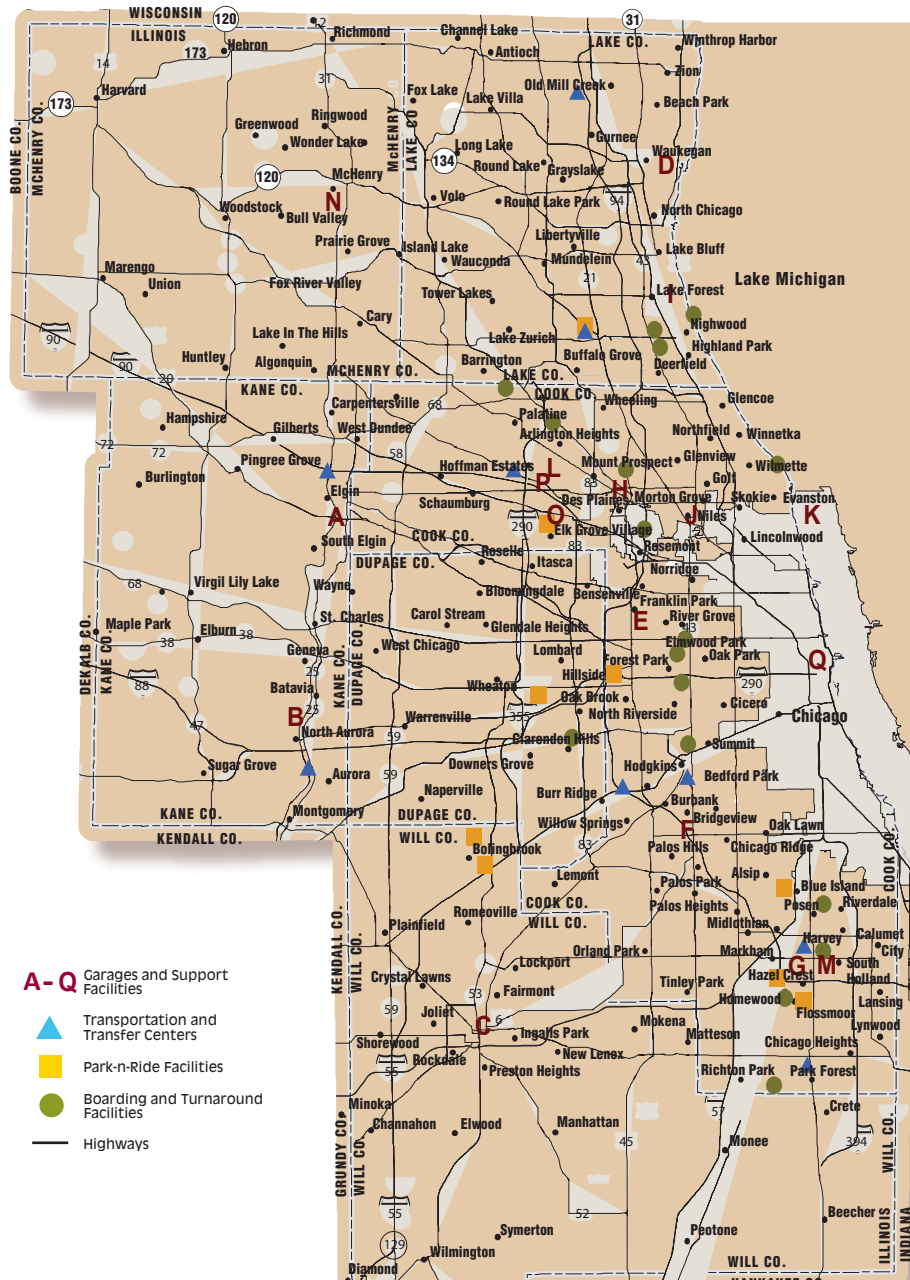 WISCONSIN
ILLINOIS
120
12
Richmond
Hebron
173
14
31
Harvard
173
Channel Lake
Antioch
31
LAKE CO.
Winthrop Harbor
Zion
Old Mill Creek
Beach Park
Fox Lake
Lake Villa
BOONE CO.
MCHENRY CO.
McHENRY
LAKE CO
Ringwood
Greenwood
Wonder Lake
Gurnee
Long Lake
134
Waukegan
D
Round Lake
Grayslake
120
McHenry
N
Volo
94
Woodstock
Bull Valley
Round Lake Park
North Chicago
Prairie Grove
Island Lake
Libertyville
Lake Bluff
Wauconda
Mundelein
43
21
Marengo
Union
Fox River Valley
Tower Lakes
I
Lake Forest
Lake Michigan
Cary
Lake In The Hills
Lake Zurich
Highwood
90
Huntley
Algonquin
Barrington
Buffalo Grove
Highland Park
90
Deerfield
20
MCHENRY CO.
LAKE CO.
KANE CO.
COOK CO
Carpentersville
68
Wheeling
Glencoe
Hampshire
Palatine
Gilberts
West Dundee
Arlington Heights
Northfield
Winnetka
72
72
58
Pingree Grove
Hoffman Estates
L
Mount Prospect
Glenview
Wilmette
Burlington
P
83
Golf
Elgin
Schaumburg
H
Des Plaines
Morton Grove
Skokie
Evanston
A
O
J
Niles
K
290
Elk Grove Village
South Elgin
COOK CO.
83
Lincolnwood
Roselle
Rosemont
DUPAGE CO.
Itasca
Norridge
68
Virgil Lily Lake
Wayne
Bloomingdale
Bensenville
Franklin Park
DEKALB CO.
KANE CO.
Maple Park
St. Charles
Carol Stream
Glendale Heights
E
River Grove
43
38
Elburn
38
Elmwood Park
Geneva
West Chicago
Lombard
Forest Park
Oak Park
Q
25
KANE CO.
DUPAGE CO.
88
Hillside
290
Batavia
Wheaton
Oak Brook
25
B
355
North Riverside
Cicero
Chicago
47
North Aurora
Warrenville
59
Clarendon Hills
Summit
Sugar Grove
Downers Grove
Hodgkins
Aurora
59
Bedford Park
Naperville
Burr Ridge
Burbank
KANE CO.
Montgomery
DUPAGE CO.
Willow Springs
Bridgeview
F
KENDALL CO.
WILL CO.
Oak Lawn
83
Bolingbrook
Palos Hills
Chicago Ridge
COOK CO.
Lemont
Alsip
Palos Park
Blue Island
COOK CO.
Palos Heights
Posen
Riverdale
Romeoville
WILL CO.
KENDALL CO.
WILL CO.
Plainfield
Midlothian
Harvey
Calumet
City
Orland Park
Markham
Lockport
G
M
South
Holland
Crystal Lawns
Hazel Crest
Tinley Park
53
Fairmont
Homewood
Lansing
59
Flossmoor
Joliet
C
6
Mokena
Lynwood
Shorewood
Ingalls Park
Matteson
Chicago Heights
Rockdale
New Lenox
55
Preston Heights
Richton Park
Park Forest
Minoka
57
Crete
Channahon
Elwood
Manhattan
GRUNDY CO.
WILL CO.
45
Monee
394
WILL CO.
55
52
Beecher
129
Symerton
Peotone
ILLINOIS
INDIANA
Wilmington
Diamond
WILL CO.
KANKAKEE CO.
A-Q Garages and Support
Facilities
Transportation and
Transfer Centers
Park-n-Ride Facilities
Boarding and Turnaround
Facilities
Highways